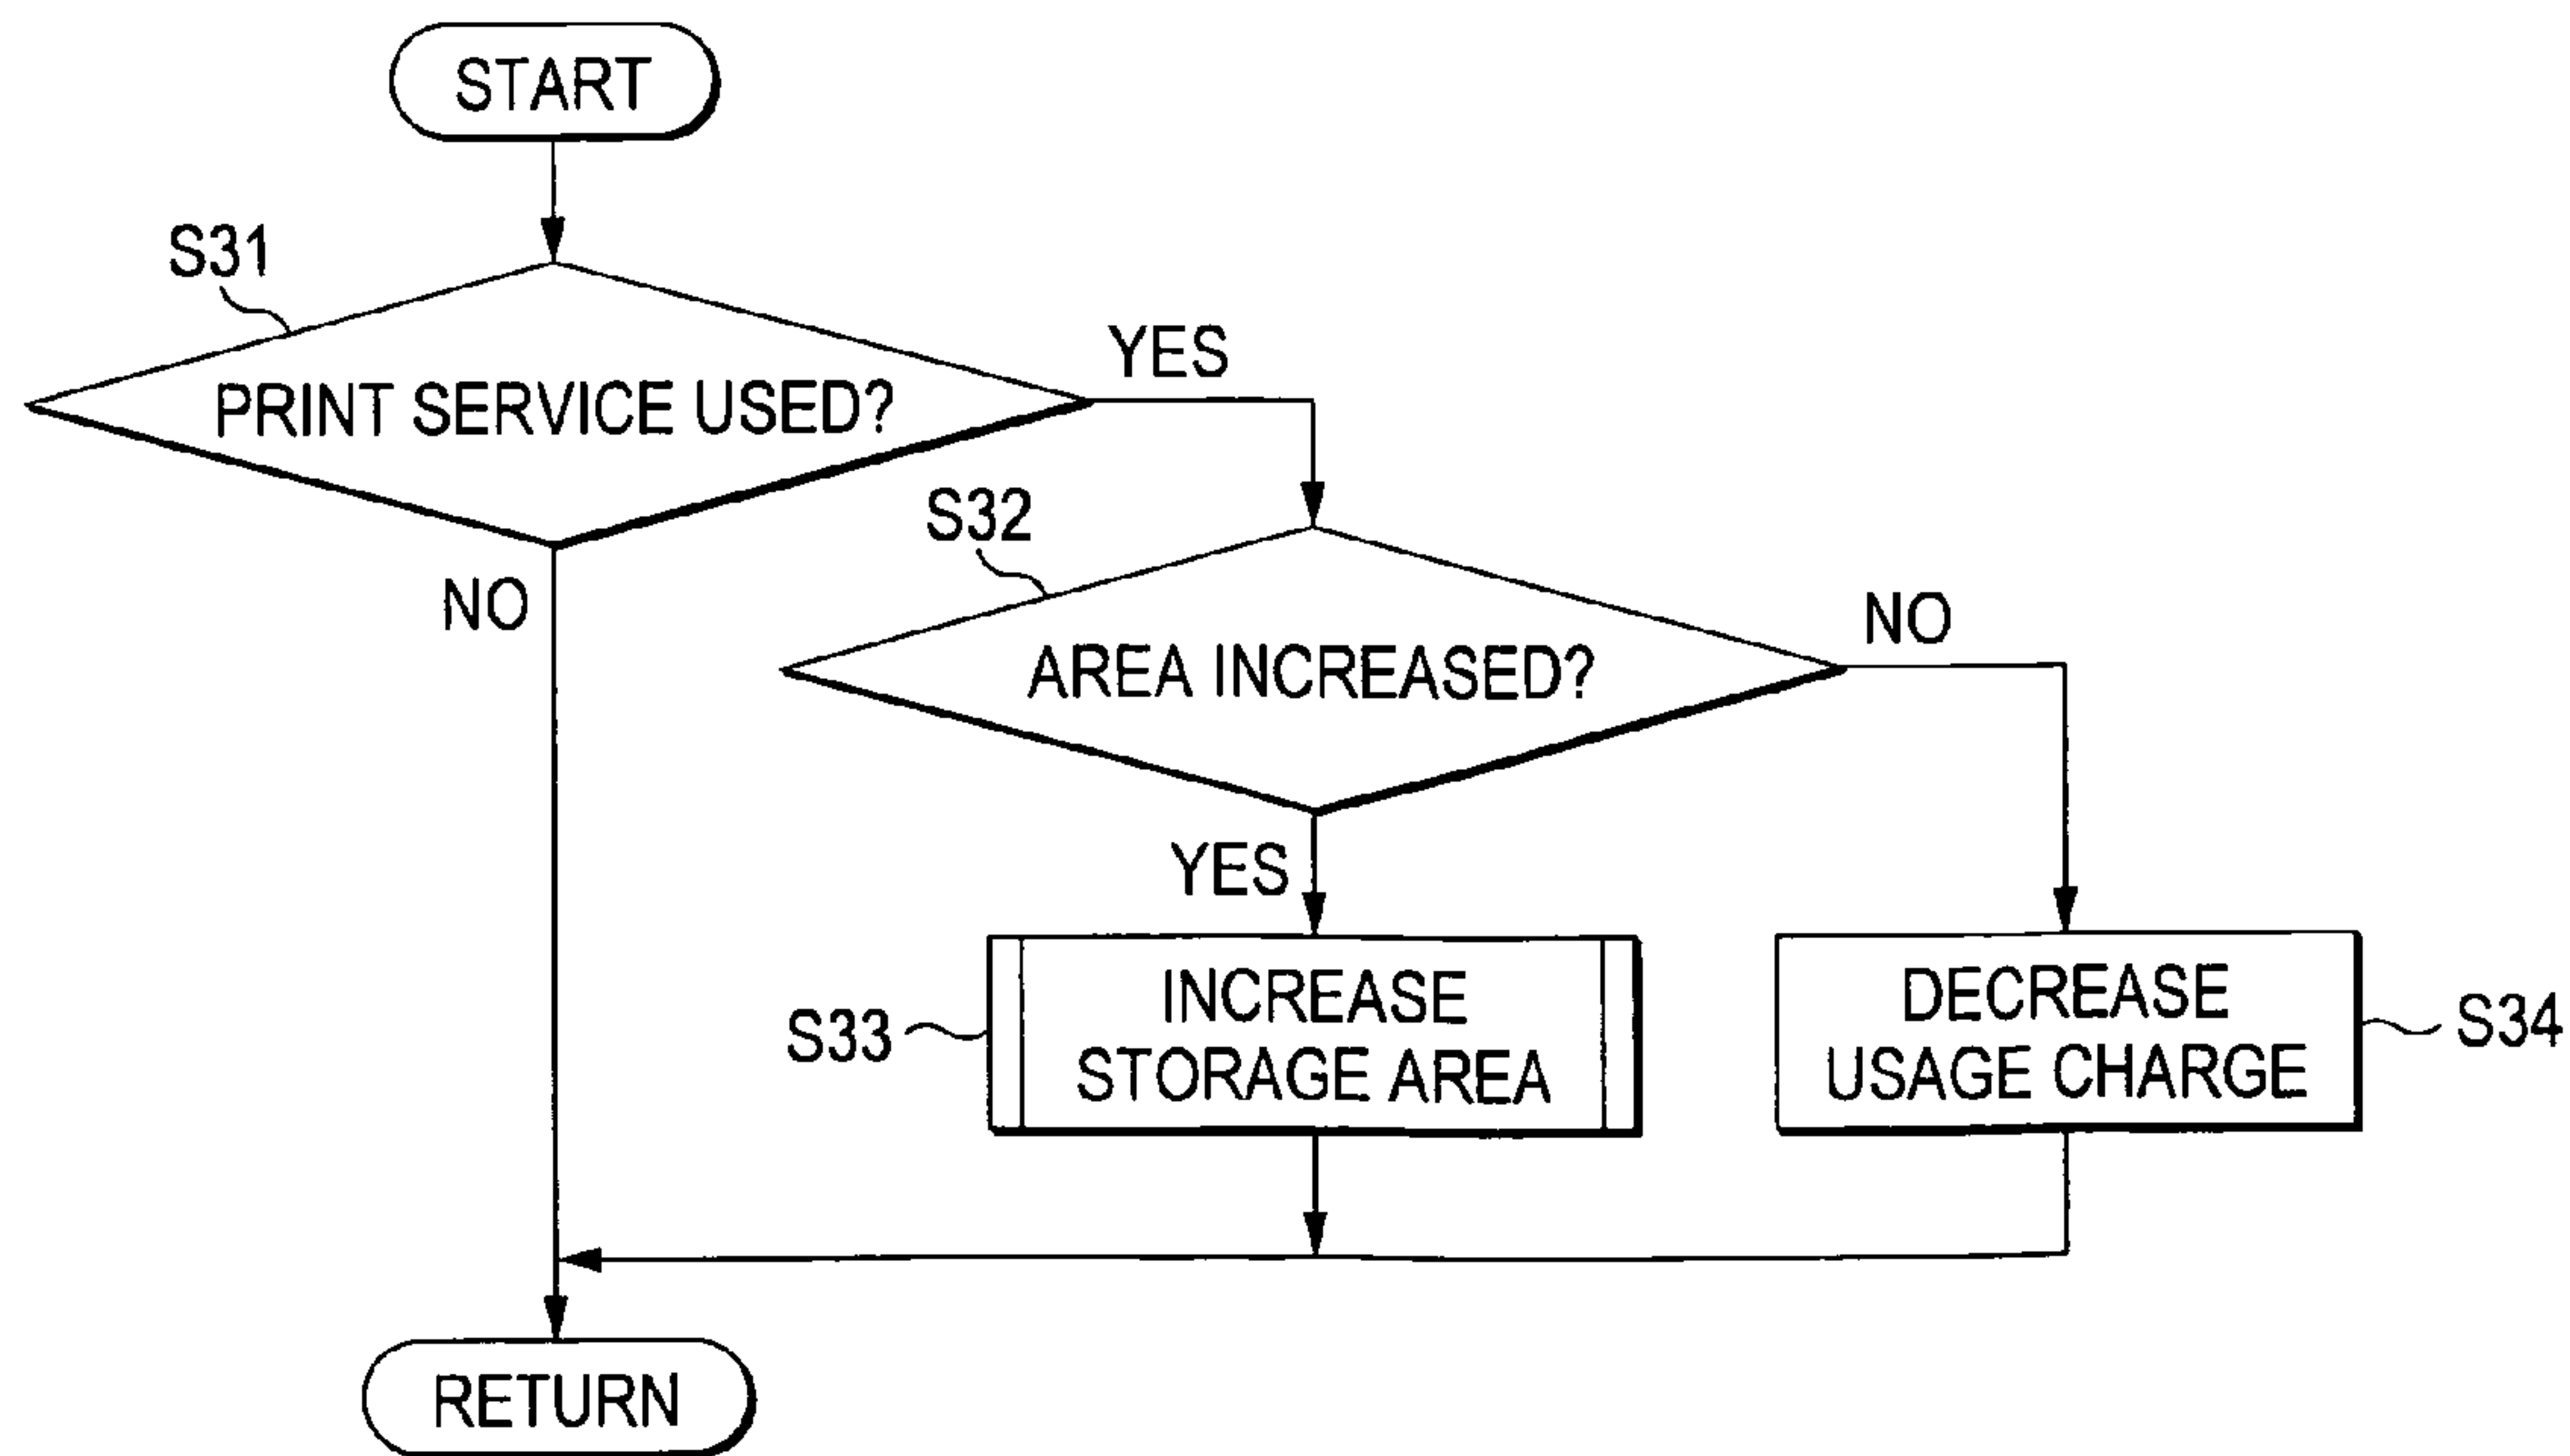 START
S31
PRINT SERVICE USED?
YES
NO
S32
AREA INCREASED?
NO
YES
S33
INCREASE
STORAGE AREA
DECREASE
USAGE CHARGE
S34
RETURN